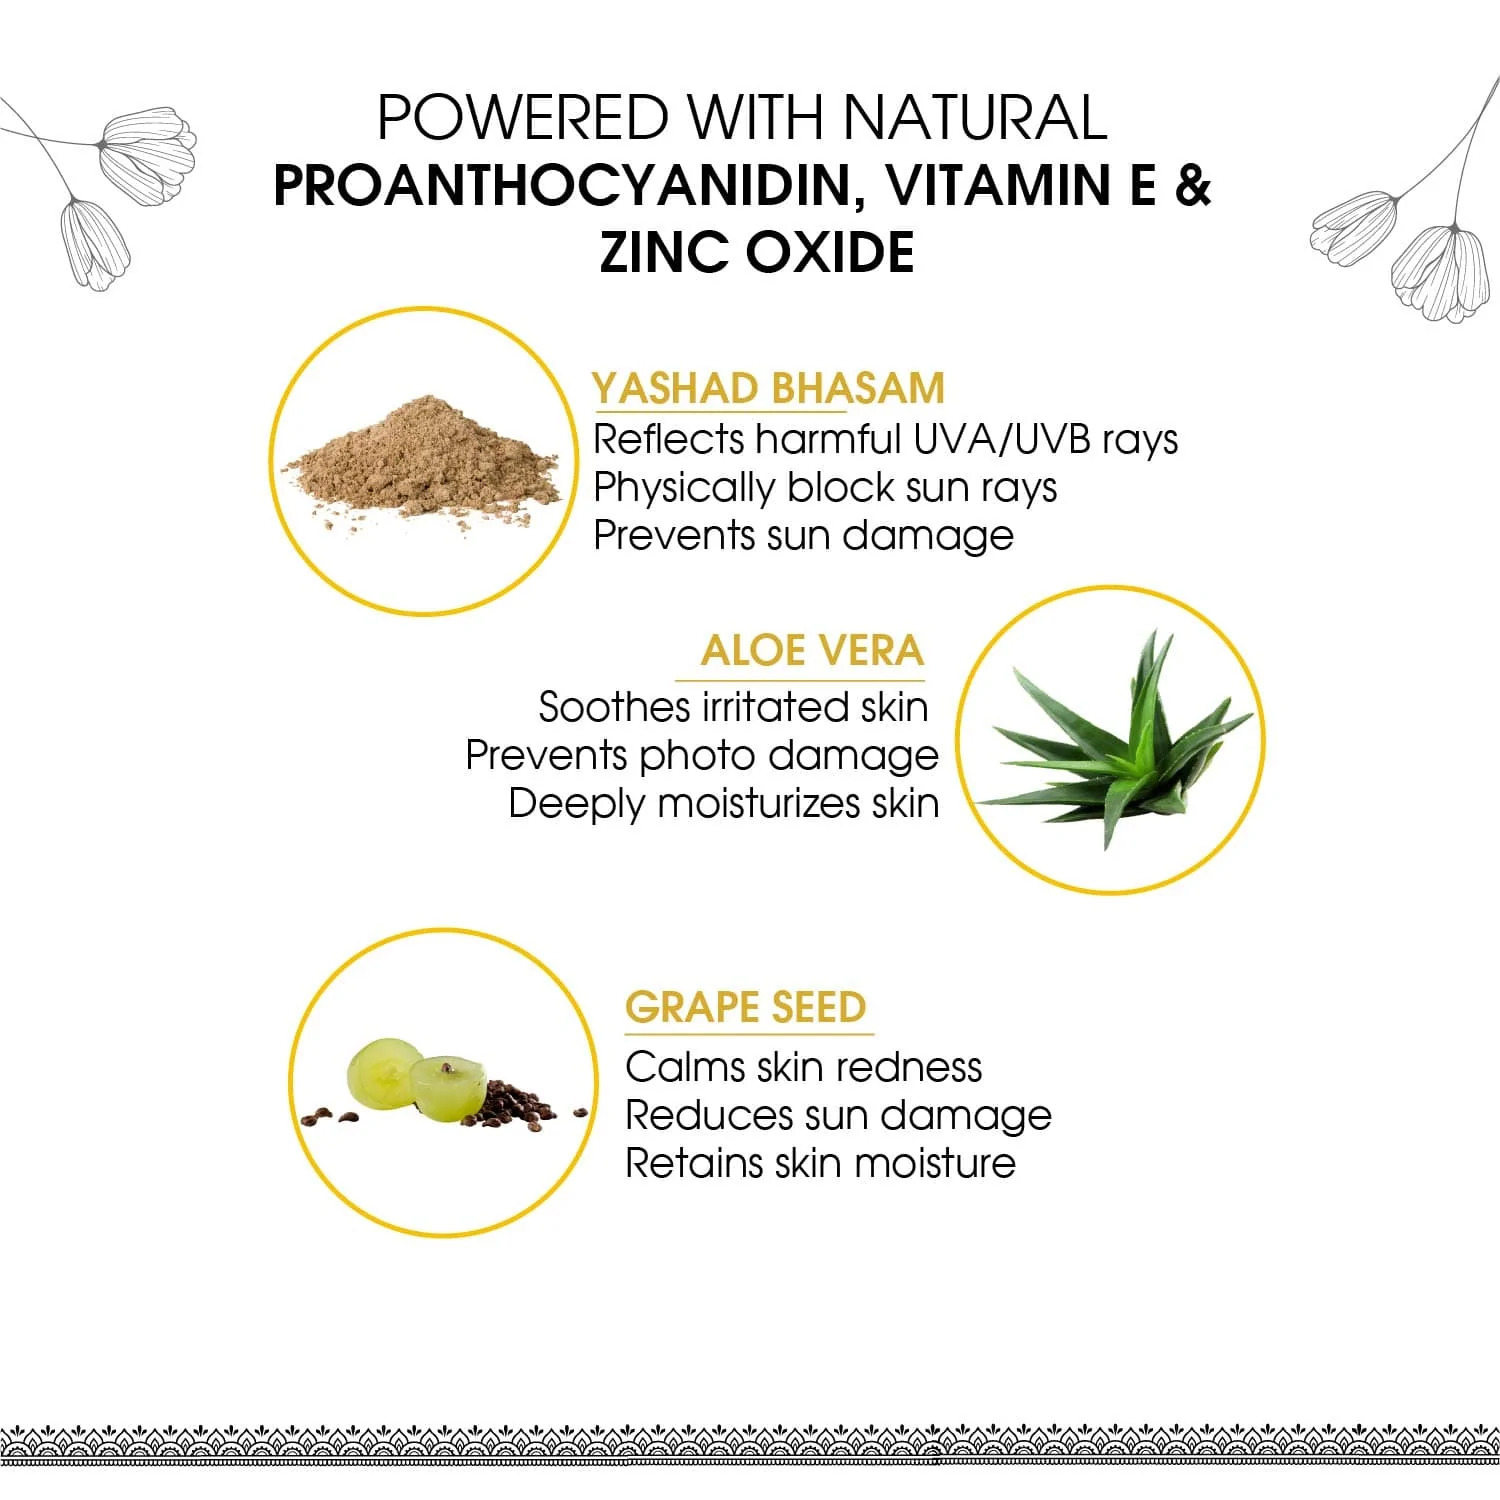 POWERED WITH NATURAL
PROANTHOCYANIDIN, VITAMIN E &
ZINC OXIDE
YASHAD BHASAM
Reflects harmful UVA/UVB rays
Physically block sun rays
Prevents sun damage
ALOE VERA
Soothes irritated skin
Prevents photo damage
Deeply moisturizes skin
GRAPE SEED
Calms skin redness
Reduces sun damage
Retains skin moisture